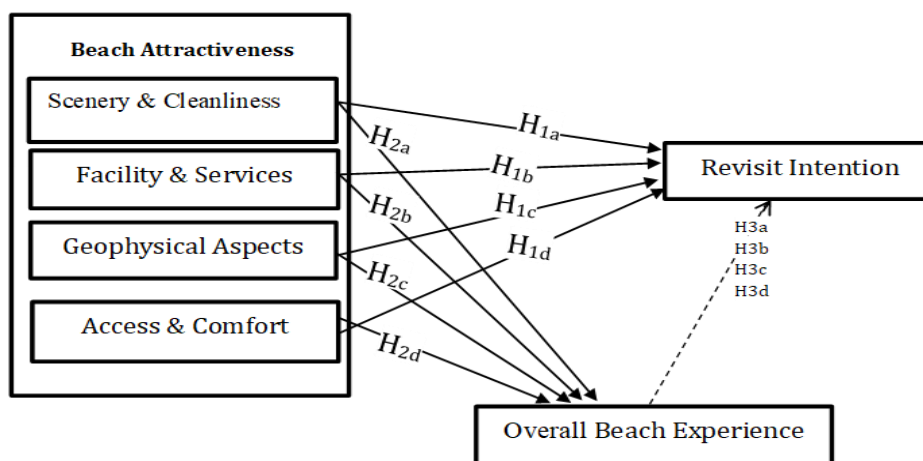 Beach Attractiveness
Scenery & Cleanliness
Facility & Services
Geophysical Aspects
Access & Comfort
H1a
H2a
H1b
H2b
H1c
H1d
H2c
H2d
Revisit Intention
H3a
H3b
H3c
H3d
Overall Beach Experience